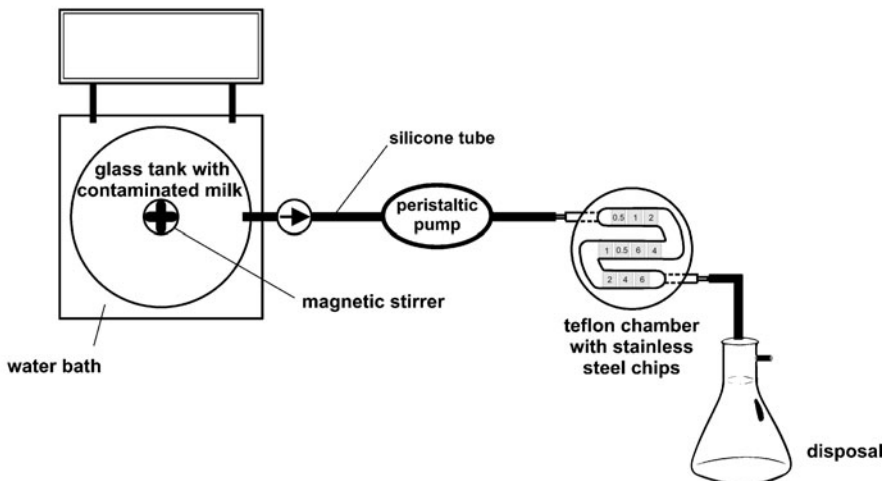 silicone tube
glass tank with
contaminated milk
peristaltic
pump
0.5 1 2
1 0.5 6 4
2 4 6
magnetic stirrer
water bath
teflon chamber
with stainless
steel chips
disposal